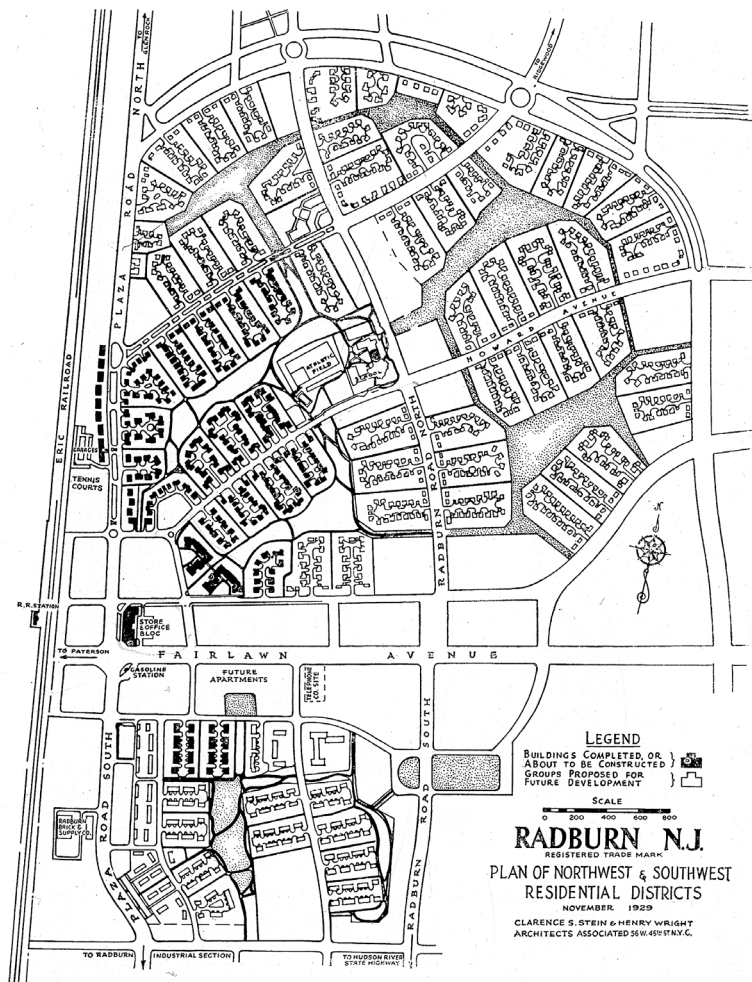 TO
GLEN ROCK
TO
RIDGEWOOD
PLAZA ROAD NORTH
ERIC RAILROAD
ATHLETIC
FIELD
HOWARD AVENUE
GARAGES
TENNIS
COURTS
RADBURN ROAD NORTH
N
R.R. STATION
STORE
& OFFICE
BLOC
TO PATERSON
FAIRLAWN AVENUE
GASOLINE
STATION
FUTURE
APARTMENTS
TELEPHONE
CO. SITE
PLAZA ROAD SOUTH
RADBURN ROAD SOUTH
RADBURN
BRICK &
SUPPLY CO.
TO RADBURN INDUSTRIAL SECTION
TO HUDSON RIVER
STATE HIGHWAY
LEGEND
BUILDINGS COMPLETED, OR
ABOUT TO BE CONSTRUCTED
GROUPS PROPOSED FOR
FUTURE DEVELOPMENT
SCALE
0 200 400 600 800
RADBURN N.J.
REGISTERED TRADE MARK
PLAN OF NORTHWEST & SOUTHWEST
RESIDENTIAL DISTRICTS
NOVEMBER 1929
CLARENCE S. STEIN & HENRY WRIGHT
ARCHITECTS ASSOCIATED 56 W. 45TH ST. N.Y.C.